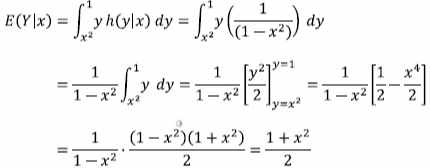 E(Y|x) = ∫_{x²}^{1} y h(y|x) dy = ∫_{x²}^{1} y (1/(1 − x²)) dy
= 1/(1 − x²) ∫_{x²}^{1} y dy = 1/(1 − x²) [y²/2]_{y=x²}^{y=1} = 1/(1 − x²) [1/2 − x⁴/2]
= 1/(1 − x²) · (1 − x²)(1 + x²)/2 = (1 + x²)/2